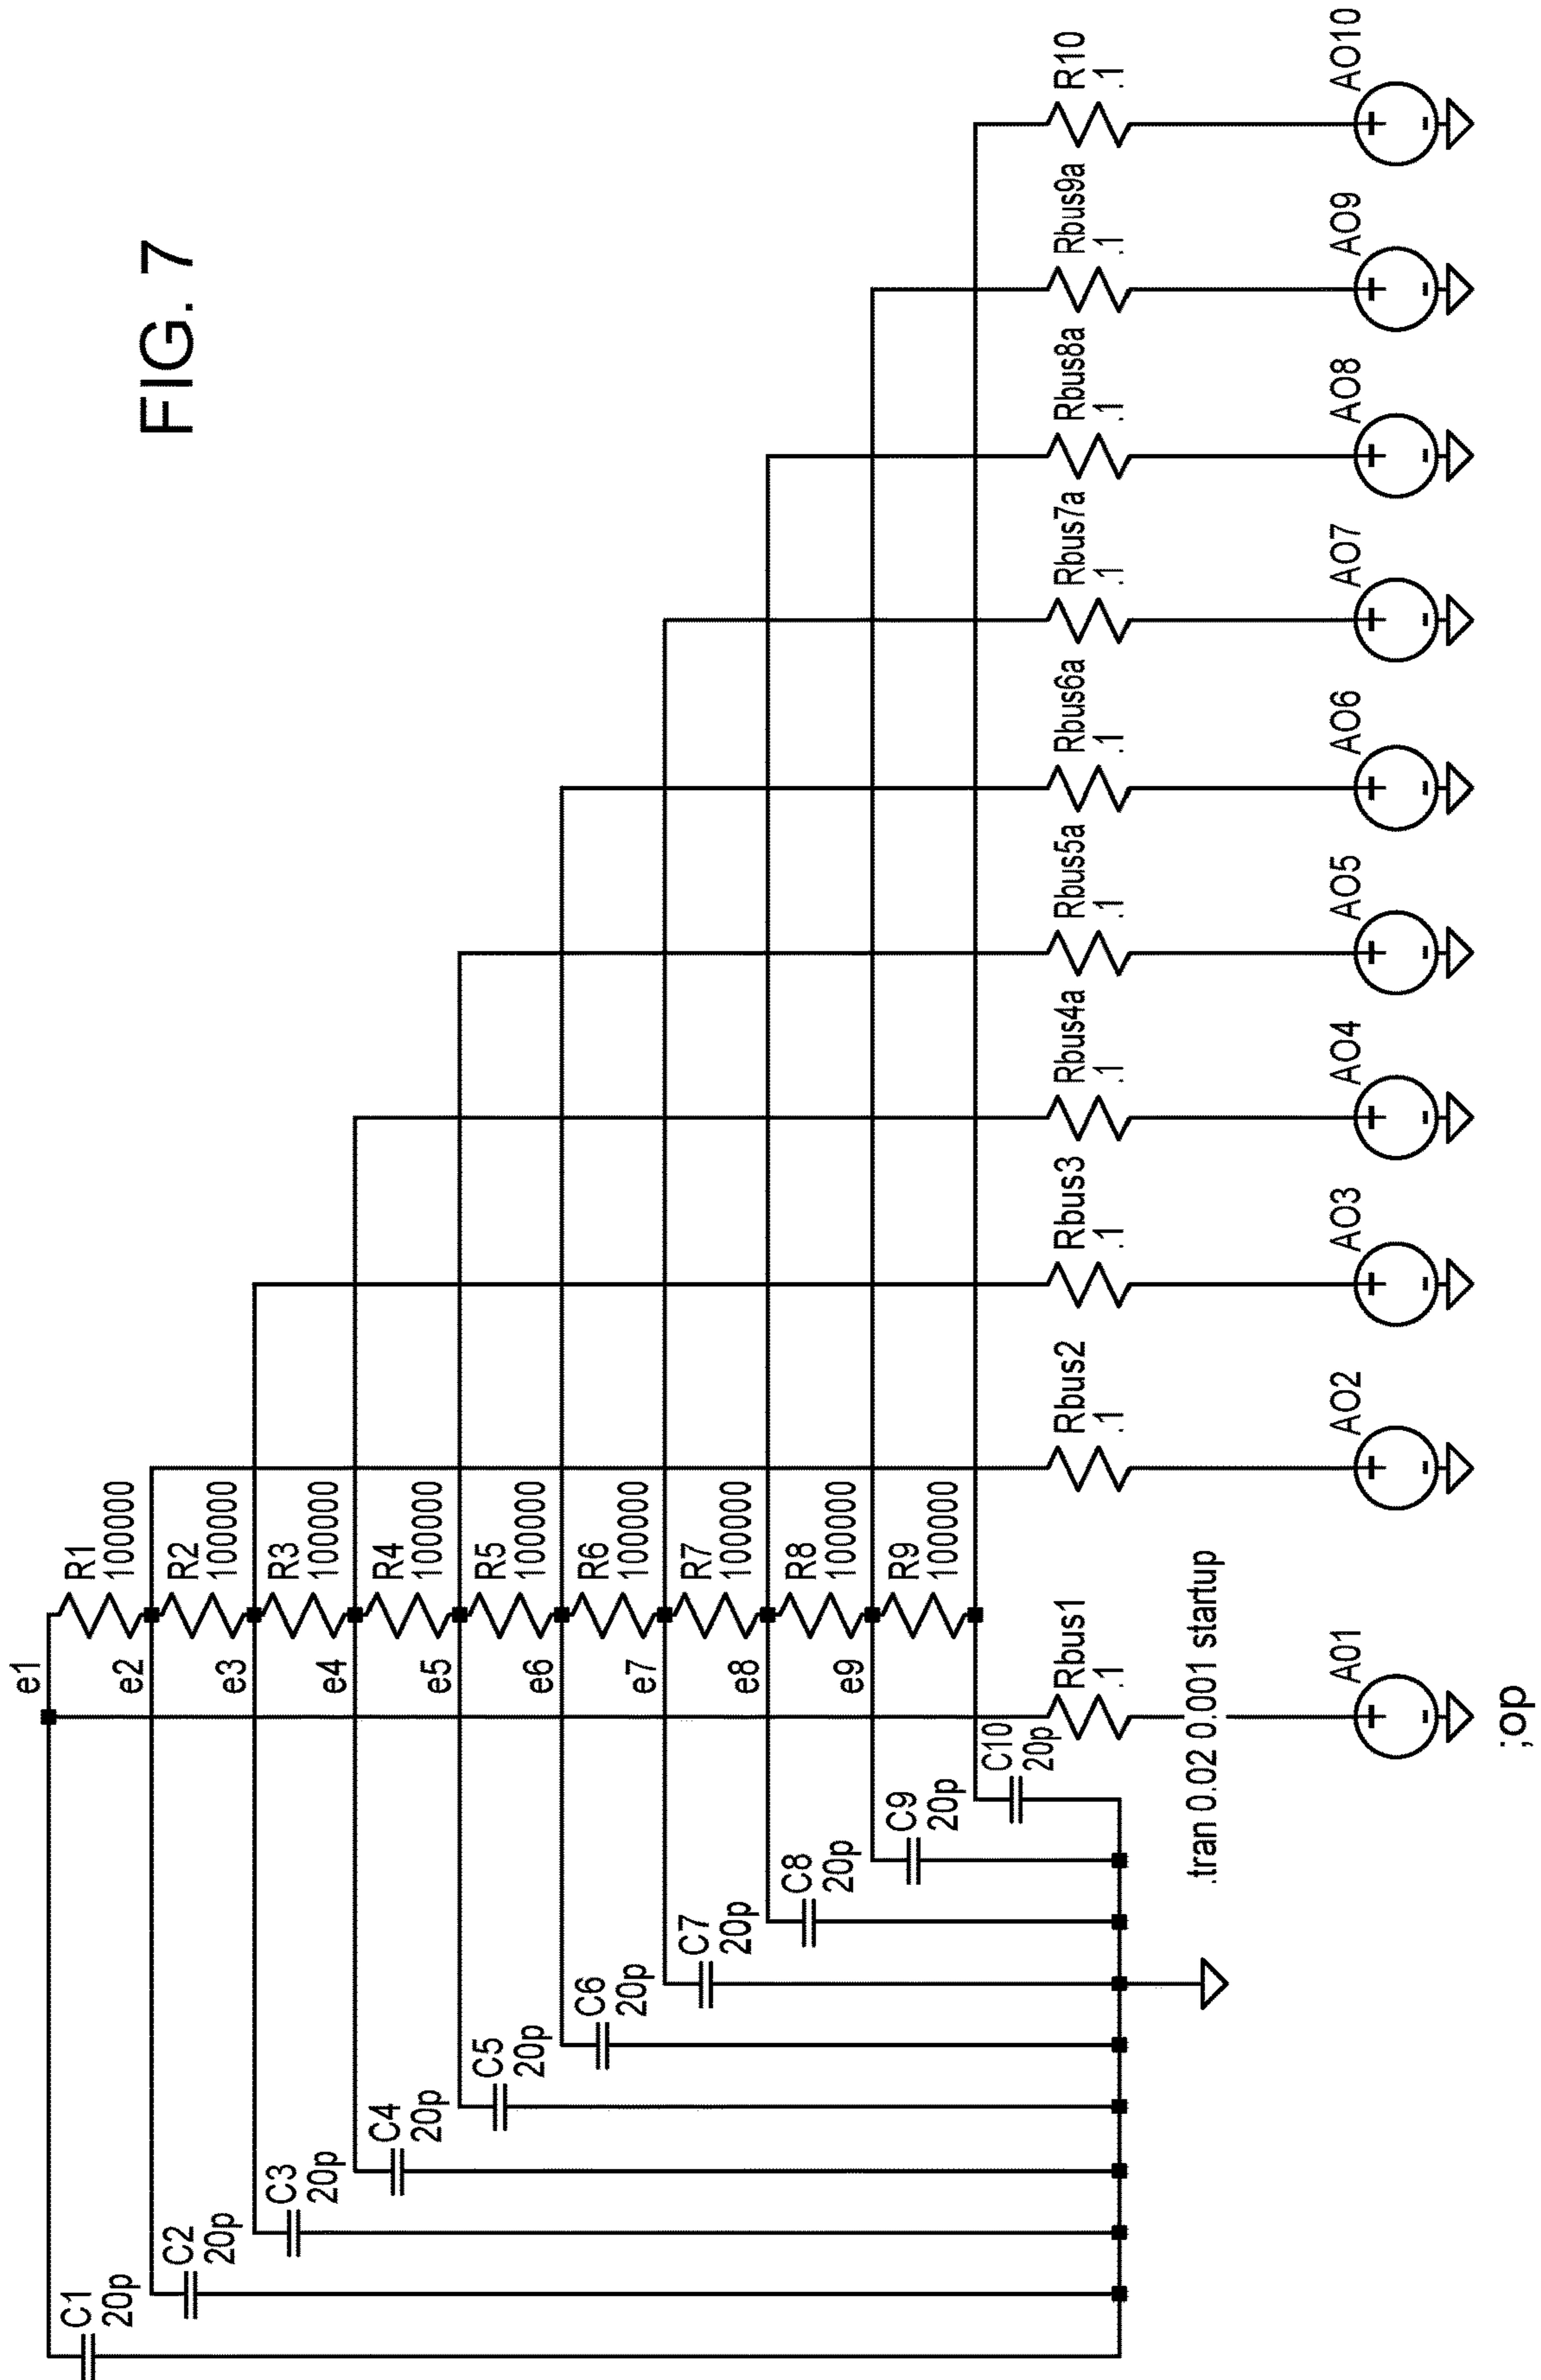 FIG. 7
e1
e2
e3
e4
e5
e6
e7
e8
e9
R1
100000
R2
100000
R3
100000
R4
100000
R5
100000
R6
100000
R7
100000
R8
100000
R9
100000
C1
20p
C2
20p
C3
20p
C4
20p
C5
20p
C6
20p
C7
20p
C8
20p
C9
20p
C10
20p
Rbus1
.1
Rbus2
.1
Rbus3
.1
Rbus4a
.1
Rbus5a
.1
Rbus6a
.1
Rbus7a
.1
Rbus8a
.1
Rbus9a
.1
R10
.1
.tran 0.02 0.001 startup
A01
AO2
AO3
AO4
AO5
AO6
AO7
AO8
AO9
AO10
;op